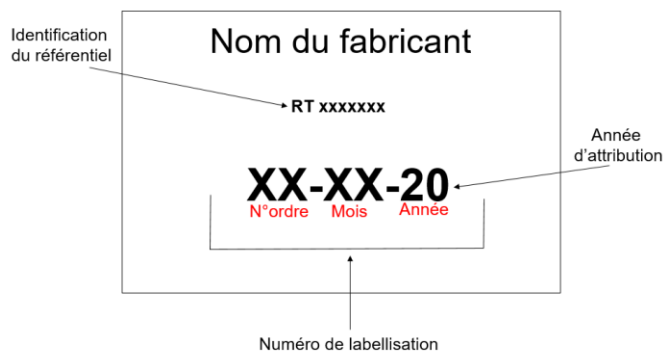 Identification
du référentiel
Nom du fabricant
RT xxxxxxx
Année
d'attribution
XX-XX-20
N°ordre Mois Année
Numéro de labellisation